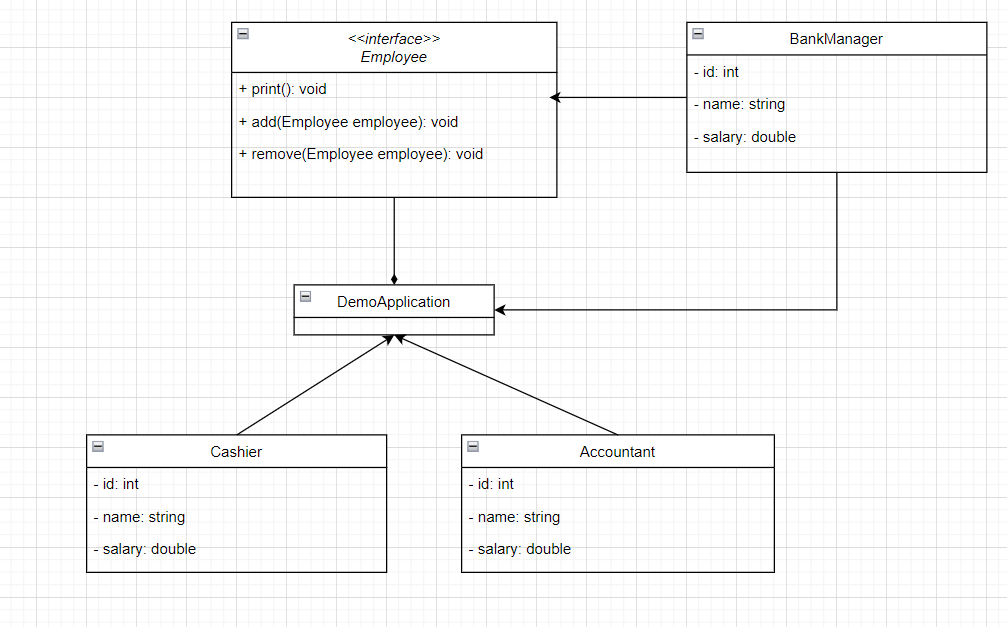 <<interface>>
Employee
+ print(): void
+ add(Employee employee): void
+ remove(Employee employee): void
BankManager
- id: int
- name: string
- salary: double
DemoApplication
Cashier
- id: int
- name: string
- salary: double
Accountant
- id: int
- name: string
- salary: double